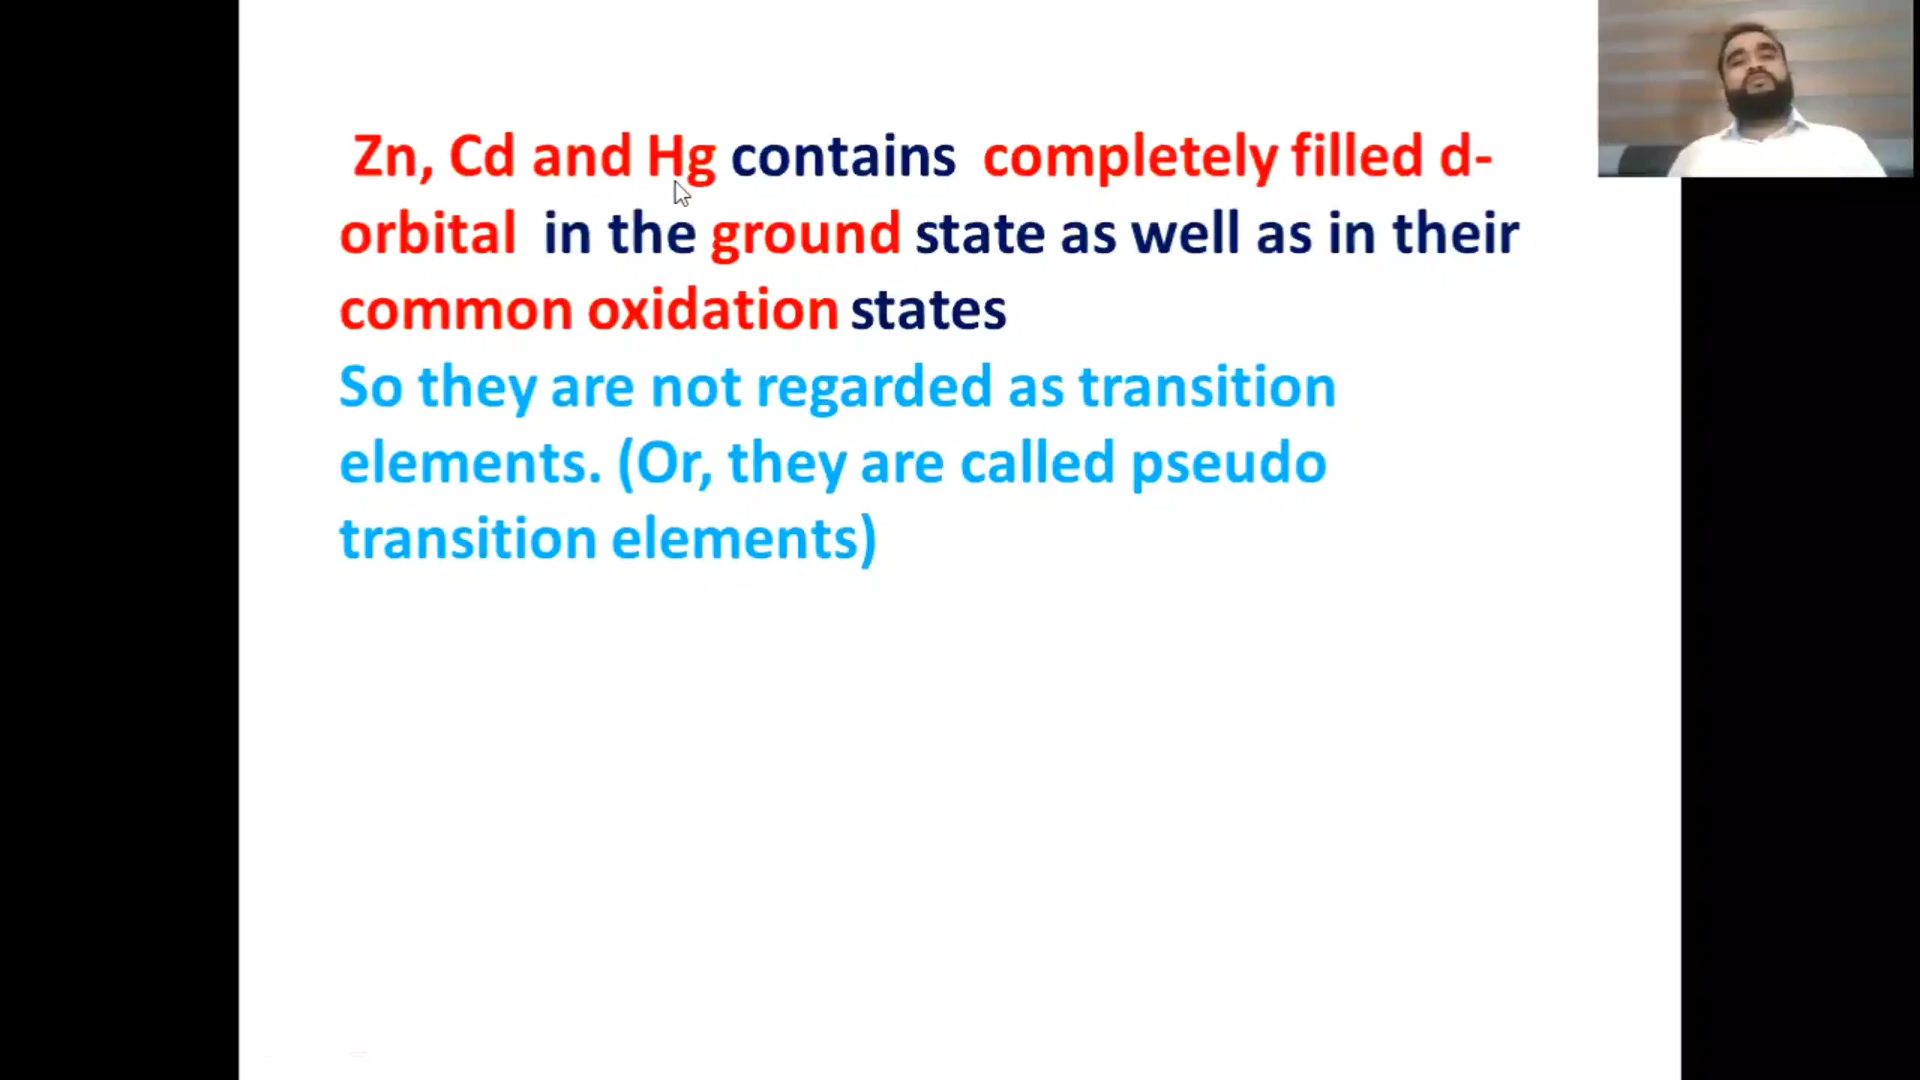 Zn, Cd and Hg contains completely filled d-
orbital in the ground state as well as in their
common oxidation states
So they are not regarded as transition
elements. (Or, they are called pseudo
transition elements)